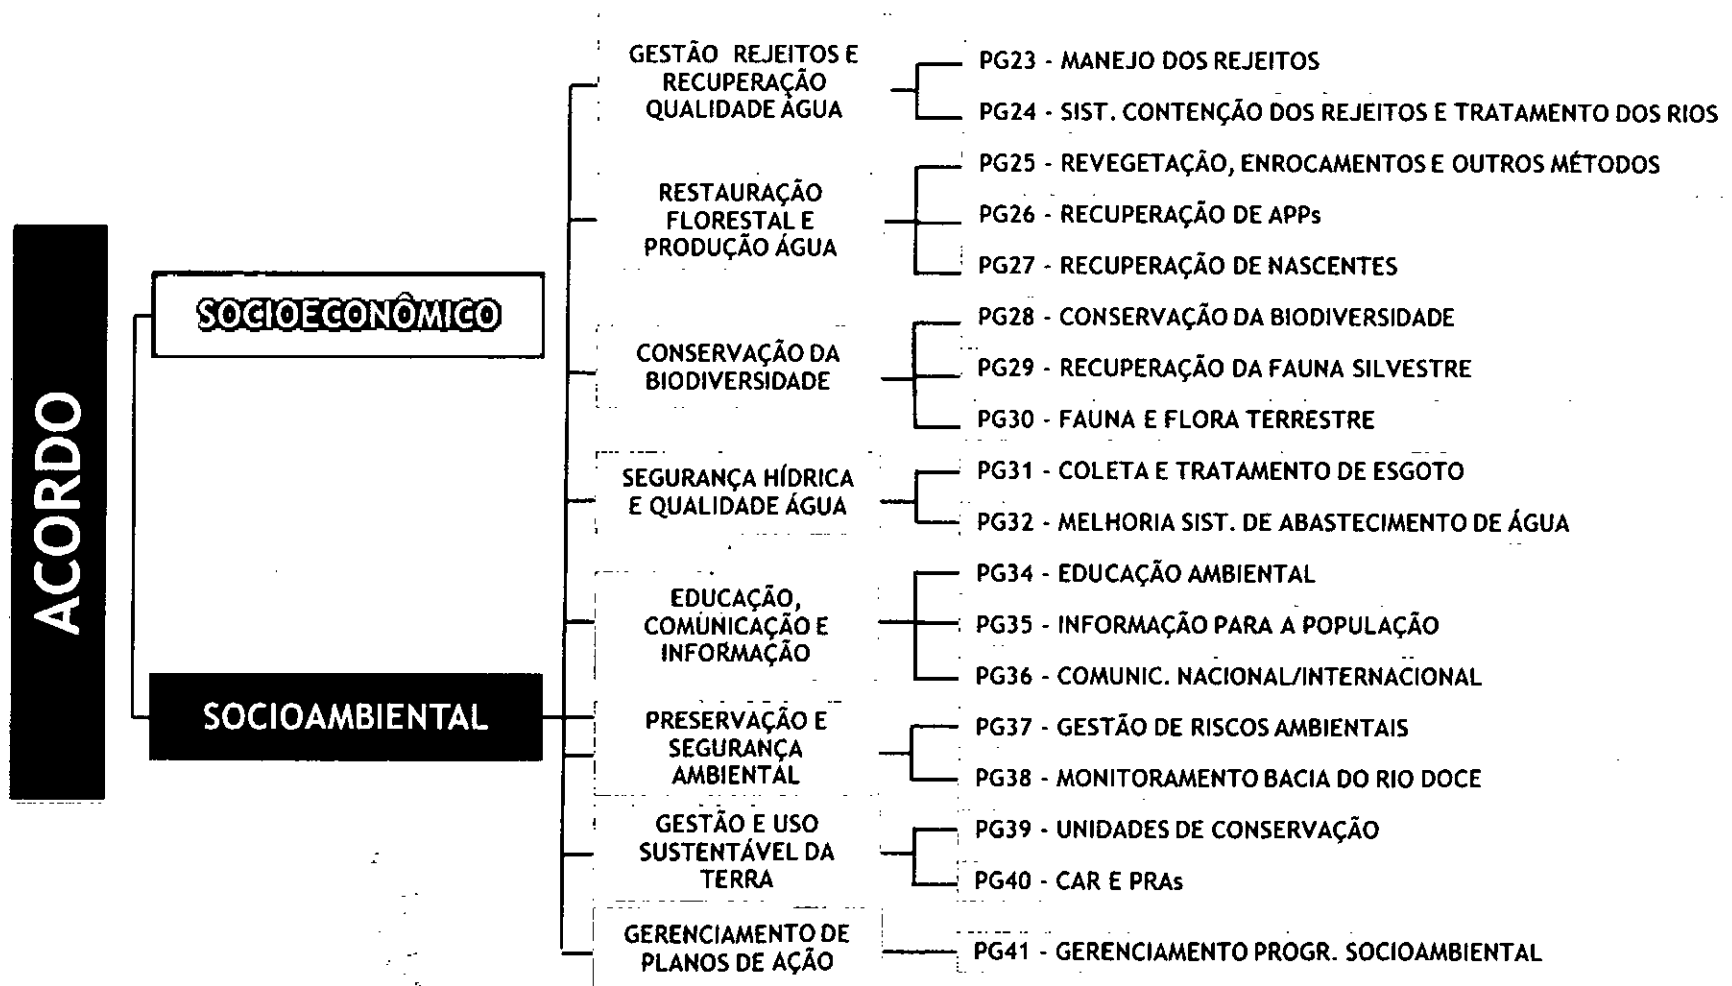 ACORDO
SOCIOECONÔMICO
SOCIOAMBIENTAL
GESTÃO REJEITOS E
RECUPERAÇÃO
QUALIDADE ÁGUA
PG23 - MANEJO DOS REJEITOS
PG24 - SIST. CONTENÇÃO DOS REJEITOS E TRATAMENTO DOS RIOS
RESTAURAÇÃO
FLORESTAL E
PRODUÇÃO ÁGUA
PG25 - REVEGETAÇÃO, ENROCAMENTOS E OUTROS MÉTODOS
PG26 - RECUPERAÇÃO DE APPs
PG27 - RECUPERAÇÃO DE NASCENTES
CONSERVAÇÃO DA
BIODIVERSIDADE
PG28 - CONSERVAÇÃO DA BIODIVERSIDADE
PG29 - RECUPERAÇÃO DA FAUNA SILVESTRE
PG30 - FAUNA E FLORA TERRESTRE
SEGURANÇA HÍDRICA
E QUALIDADE ÁGUA
PG31 - COLETA E TRATAMENTO DE ESGOTO
PG32 - MELHORIA SIST. DE ABASTECIMENTO DE ÁGUA
EDUCAÇÃO,
COMUNICAÇÃO E
INFORMAÇÃO
PG34 - EDUCAÇÃO AMBIENTAL
PG35 - INFORMAÇÃO PARA A POPULAÇÃO
PG36 - COMUNIC. NACIONAL/INTERNACIONAL
PRESERVAÇÃO E
SEGURANÇA
AMBIENTAL
PG37 - GESTÃO DE RISCOS AMBIENTAIS
PG38 - MONITORAMENTO BACIA DO RIO DOCE
GESTÃO E USO
SUSTENTÁVEL DA
TERRA
PG39 - UNIDADES DE CONSERVAÇÃO
PG40 - CAR E PRAs
GERENCIAMENTO DE
PLANOS DE AÇÃO
PG41 - GERENCIAMENTO PROGR. SOCIOAMBIENTAL